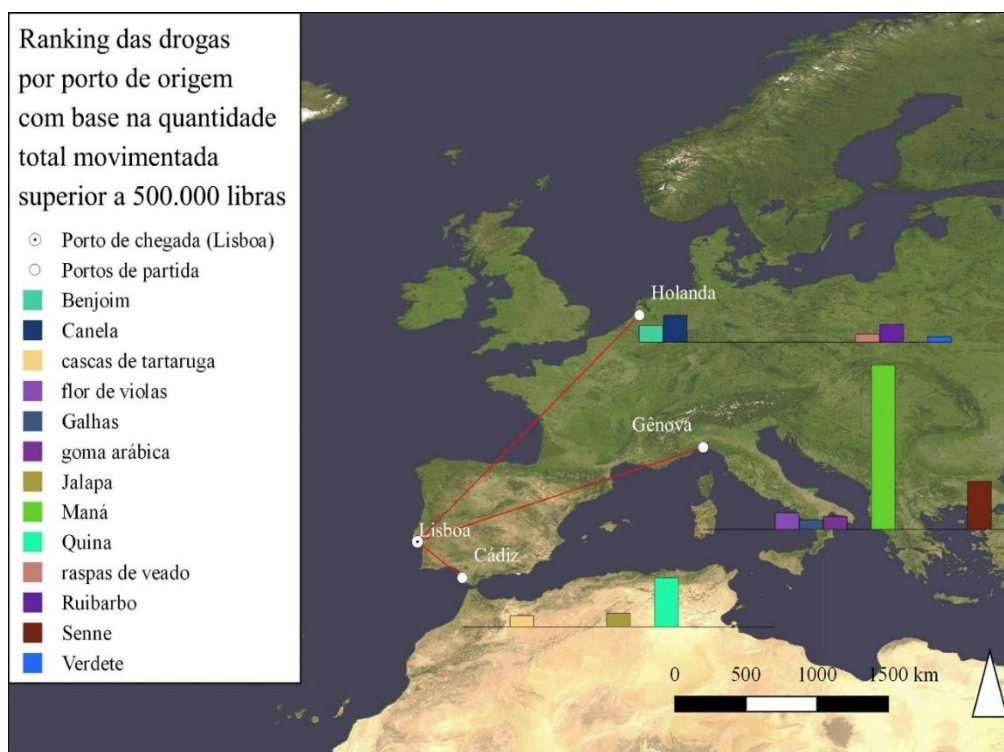 Ranking das drogas
por porto de origem
com base na quantidade
total movimentada
superior a 500.000 libras
Porto de chegada (Lisboa)
Portos de partida
Benjoim
Canela
cascas de tartaruga
flor de violas
Galhas
goma arábica
Jalapa
Maná
Quina
raspas de veado
Ruibarbo
Senne
Verdete
Holanda
Gênova
Lisboa
Cádiz
0 500 1000 1500 km